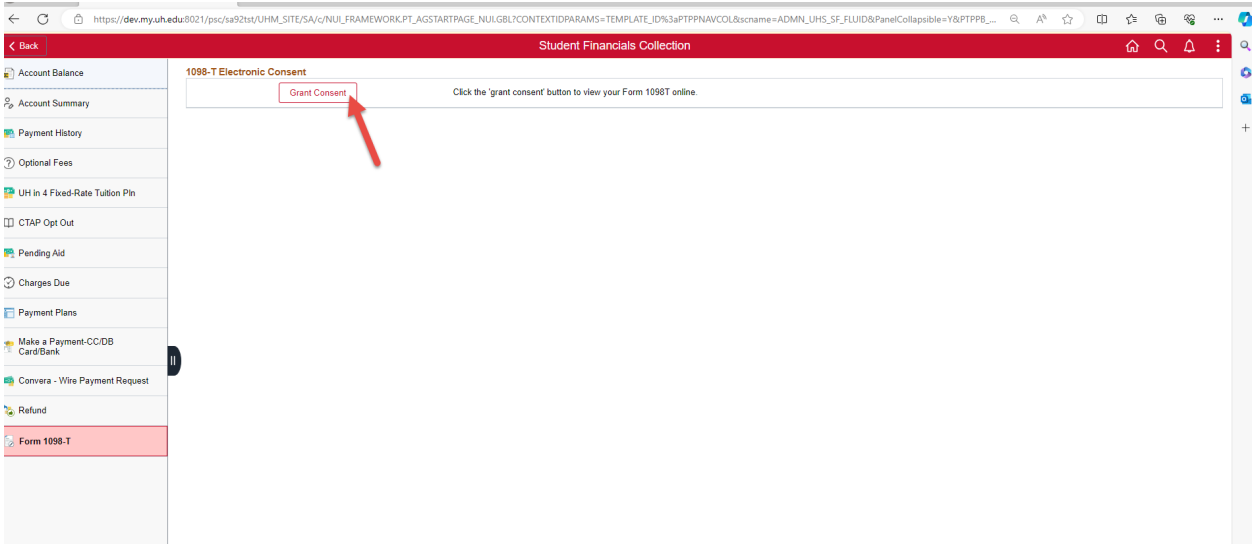 https://dev.my.uh.edu:8021/psc/sa92tst/UHM_SITE/SA/c/NUI_FRAMEWORK.PT_AGSTARTPAGE_NUI.GBL?CONTEXTIDPARAMS=TEMPLATE_ID%3aPTPPNAVCOL&scname=ADMN_UHS_SF_FLUID&PanelCollapsible=Y&PTPPB_...
Back
Student Financials Collection
Account Balance
Account Summary
Payment History
Optional Fees
UH in 4 Fixed-Rate Tuition Pln
CTAP Opt Out
Pending Aid
Charges Due
Payment Plans
Make a Payment-CC/DB
Card/Bank
Convera - Wire Payment Request
Refund
Form 1098-T
1098-T Electronic Consent
Grant Consent
Click the 'grant consent' button to view your Form 1098T online.